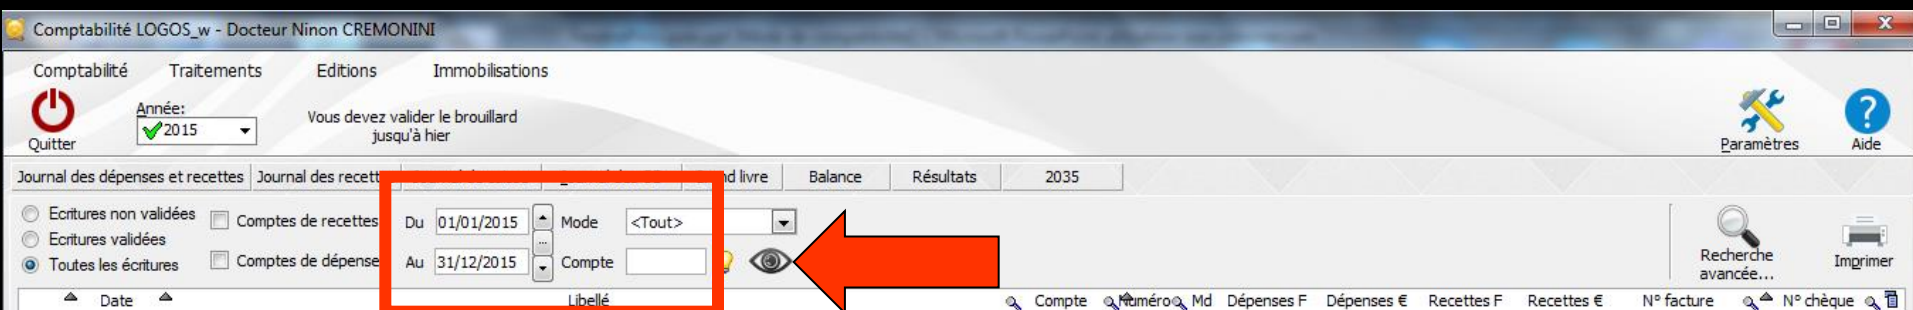 Comptabilité LOGOS_w - Docteur Ninon CREMONINI
Comptabilité Traitements Editions Immobilisations
Année:
2015
Vous devez valider le brouillard
jusqu'à hier
Quitter
Paramètres
Aide
Journal des dépenses et recettes Journal des recett livre Balance Résultats 2035
Ecritures non validées
Ecritures validées
Toutes les écritures
Comptes de recettes
Comptes de dépense
Du 01/01/2015 Mode <Tout>
Au 31/12/2015 Compte
Recherche
avancée...
Imprimer
Date Libellé Compte Numéro Md Dépenses F Dépenses € Recettes F Recettes € N° facture N° chèque